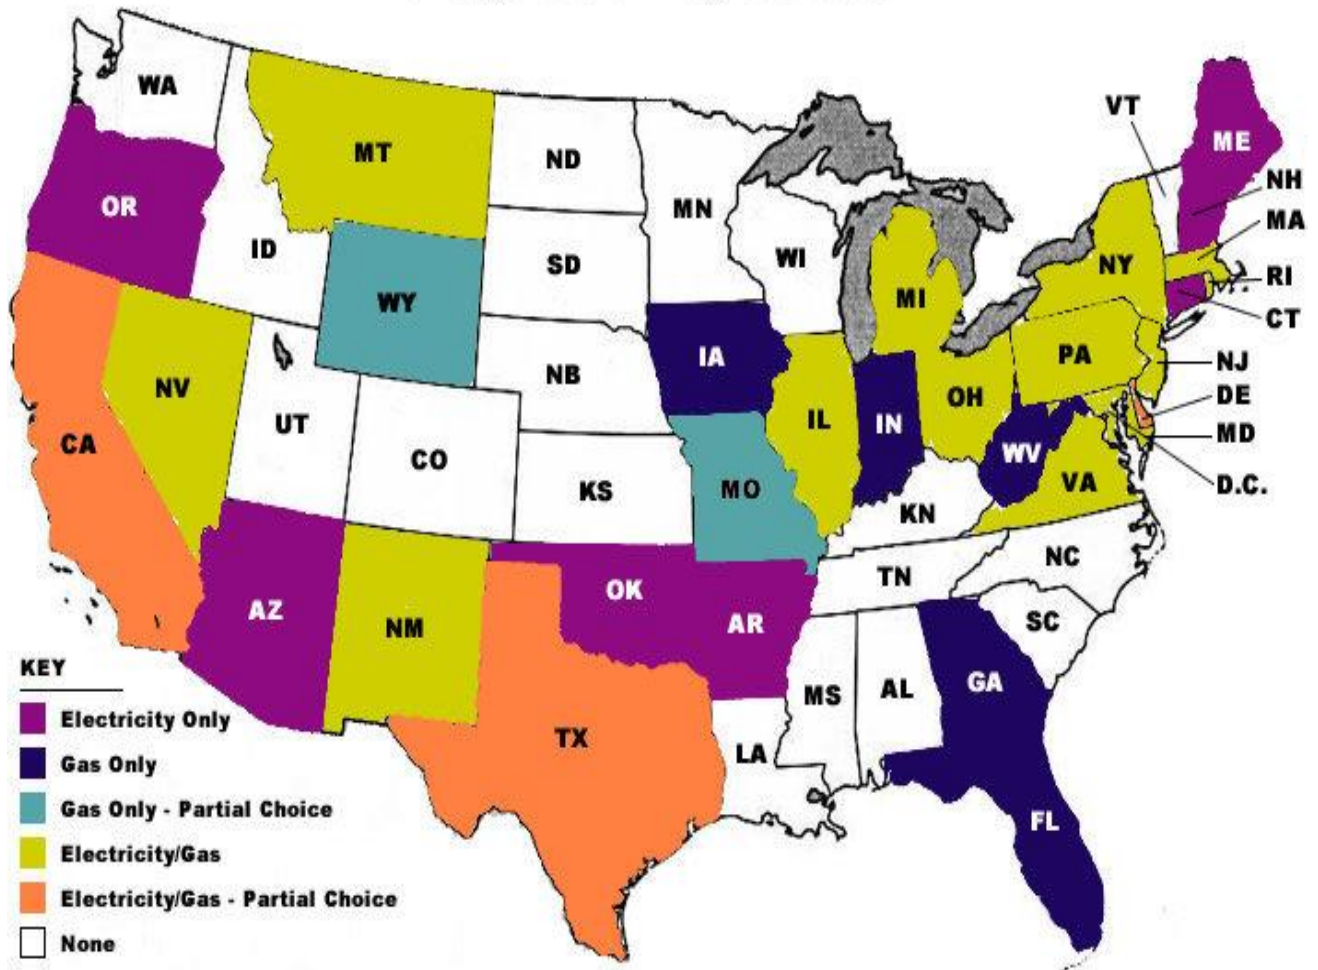 WA
MT
ND
MN
VT
ME
NH
MA
RI
CT
OR
ID
SD
WI
NY
WY
MI
NV
UT
NB
IA
PA
NJ
DE
MD
D.C.
CA
CO
KS
MO
IL
IN
OH
WV
VA
KN
AZ
NM
OK
AR
TN
NC
SC
TX
LA
MS
AL
GA
FL
KEY
Electricity Only
Gas Only
Gas Only - Partial Choice
Electricity/Gas
Electricity/Gas - Partial Choice
None